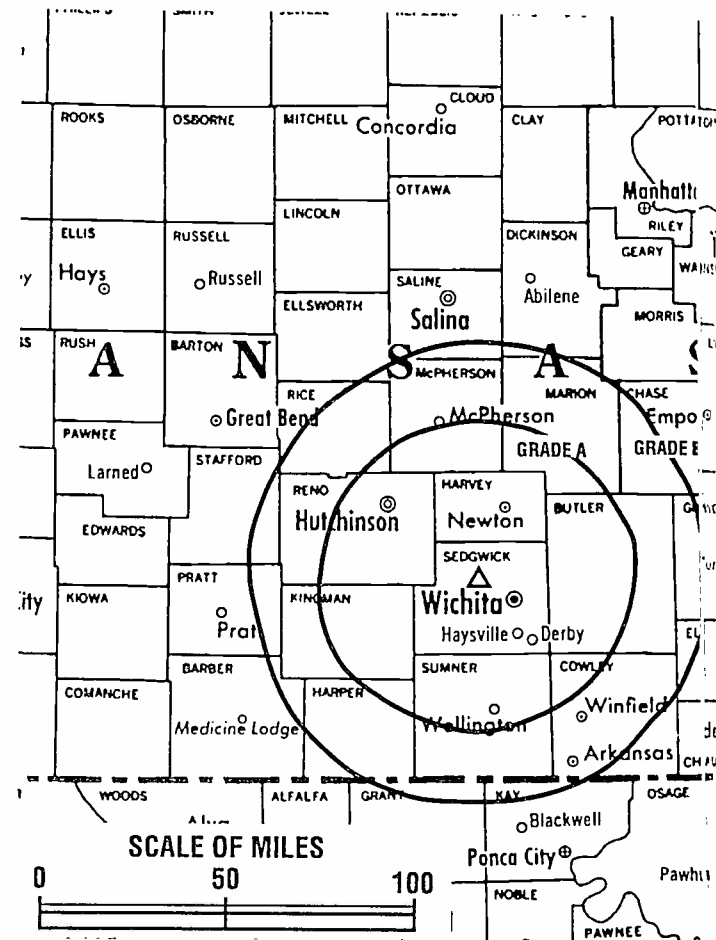 ROOKS
OSBORNE
MITCHELL
CLOUD
Concordia
CLAY
OTTAWA
LINCOLN
ELLIS
Hays
RUSSELL
Russell
DICKINSON
RILEY
GEARY
SALINE
Salina
Abilene
ELLSWORTH
MORRIS
RUSH
BARTON
A N S A
McPHERSON
RICE
MARION
CHASE
Great Bend
McPherson
PAWNEE
STAFFORD
GRADE A
Larned
RENO
Hutchinson
HARVEY
Newton
BUTLER
EDWARDS
SEDGWICK
PRATT
KIOWA
KINGMAN
Wichita
Prat
Haysville
Derby
BARBER
SUMNER
COWLEY
COMANCHE
HARPER
Medicine Lodge
Wellington
Winfield
Arkansas
WOODS
ALFALFA
GRANT
KAY
OSAGE
Blackwell
Ponca City
NOBLE
PAWNEE
SCALE OF MILES
0 50 100